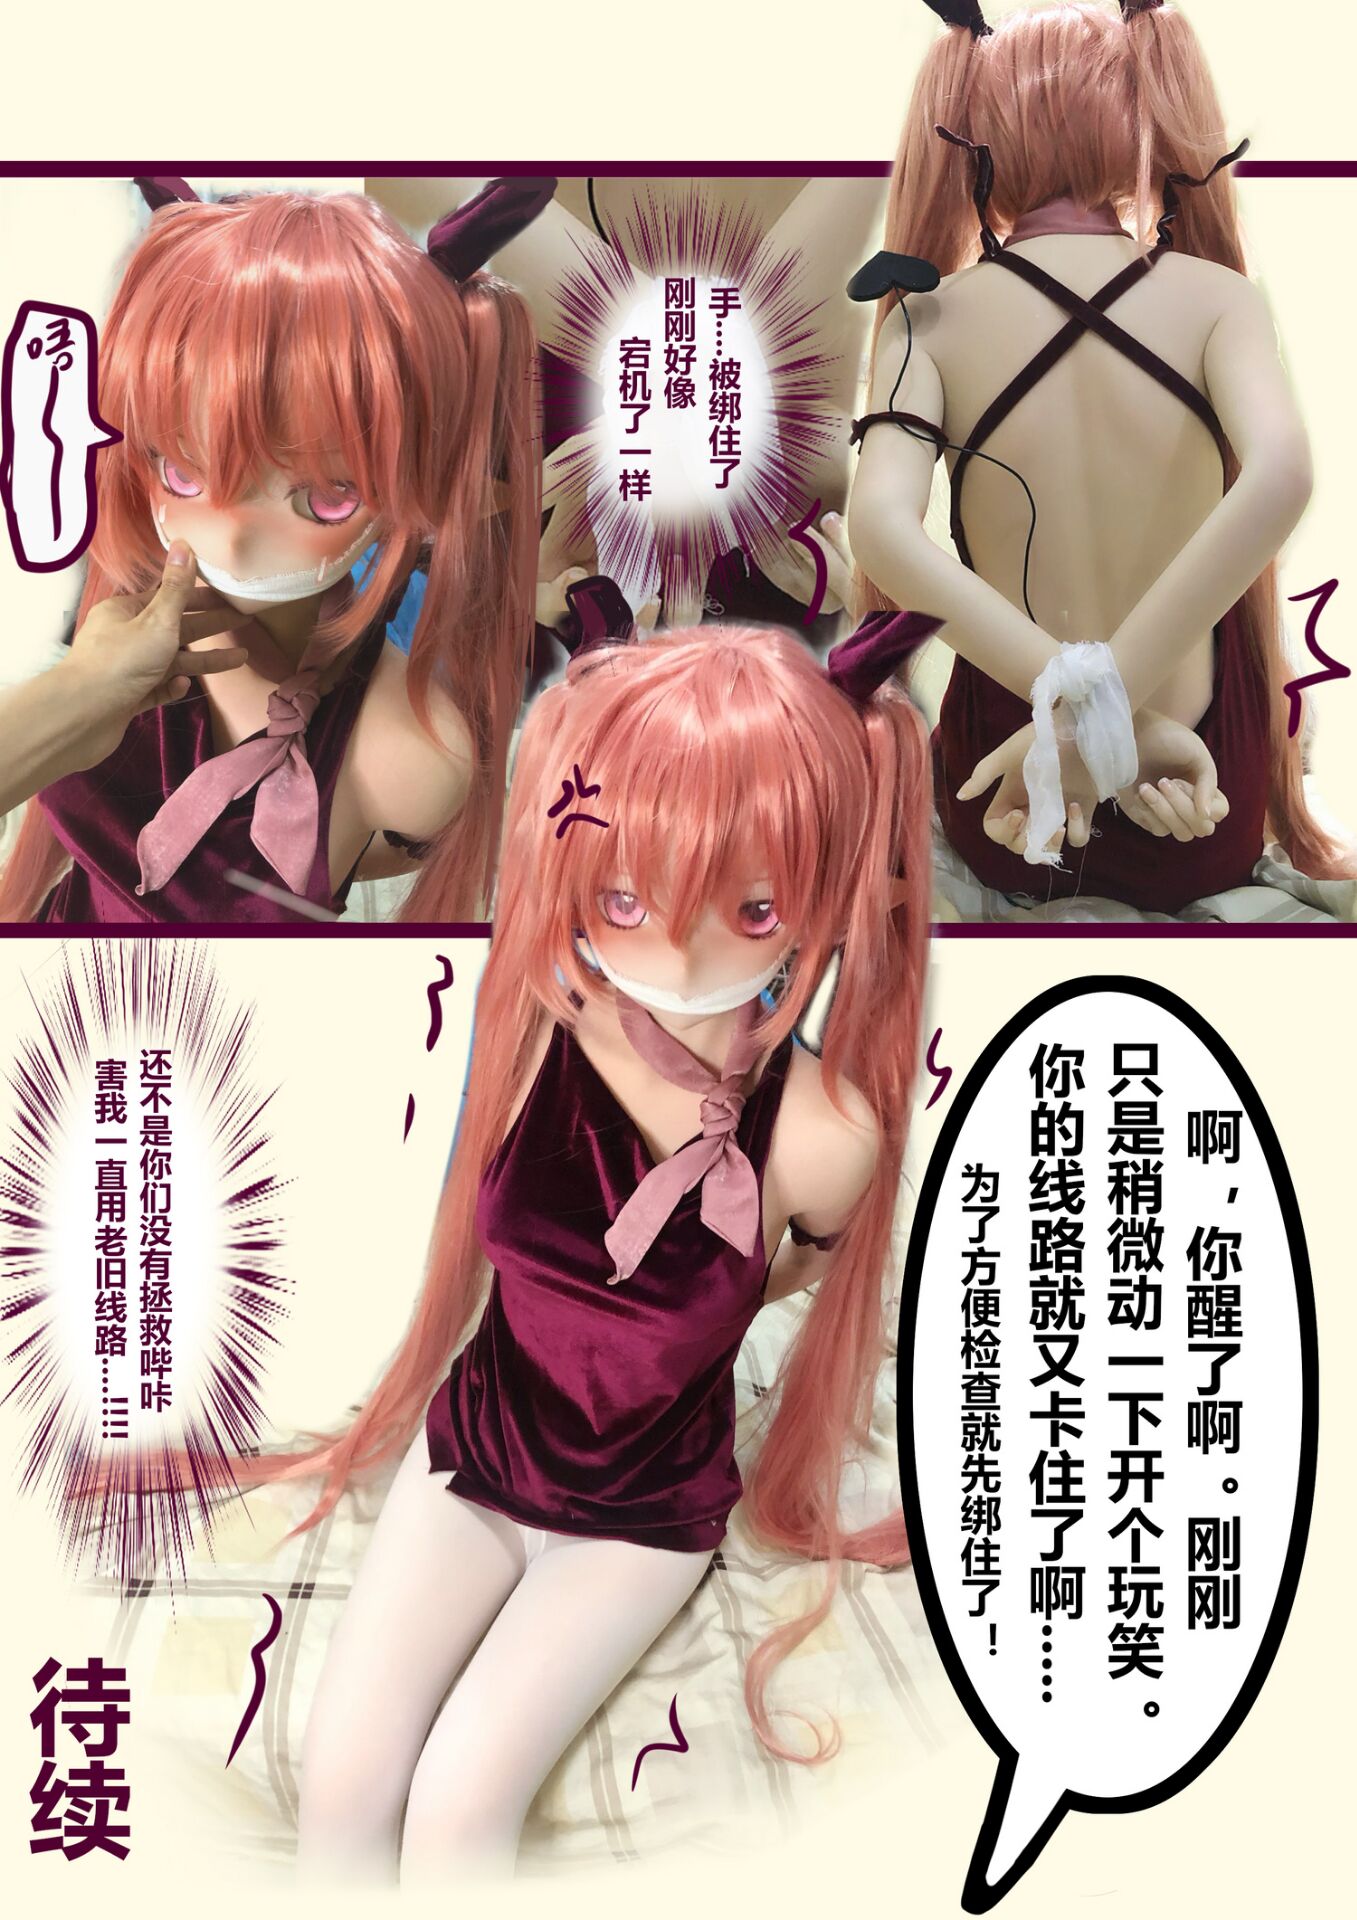 手…被绑住了
刚刚好像
宕机了一样
唔
啊，你醒了啊。刚刚
只是稍微动一下开个玩笑。
你的线路就又卡住了啊……
为了方便检查就先绑住了！
还不是你们没有拯救哔咔
害我一直用老旧线路……!!!!
待续